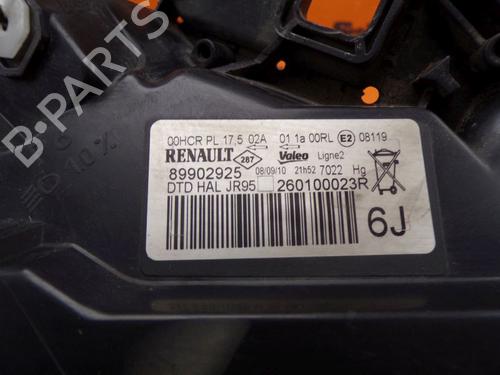 00HCR PL 17,5 02A 01 1a 00RL E2 08119
RENAULT 287 Valeo Ligne2
89902925 08/09/10 21h52 7022 Hg
DTD HAL JR95 260100023R
6J
B-PARTS